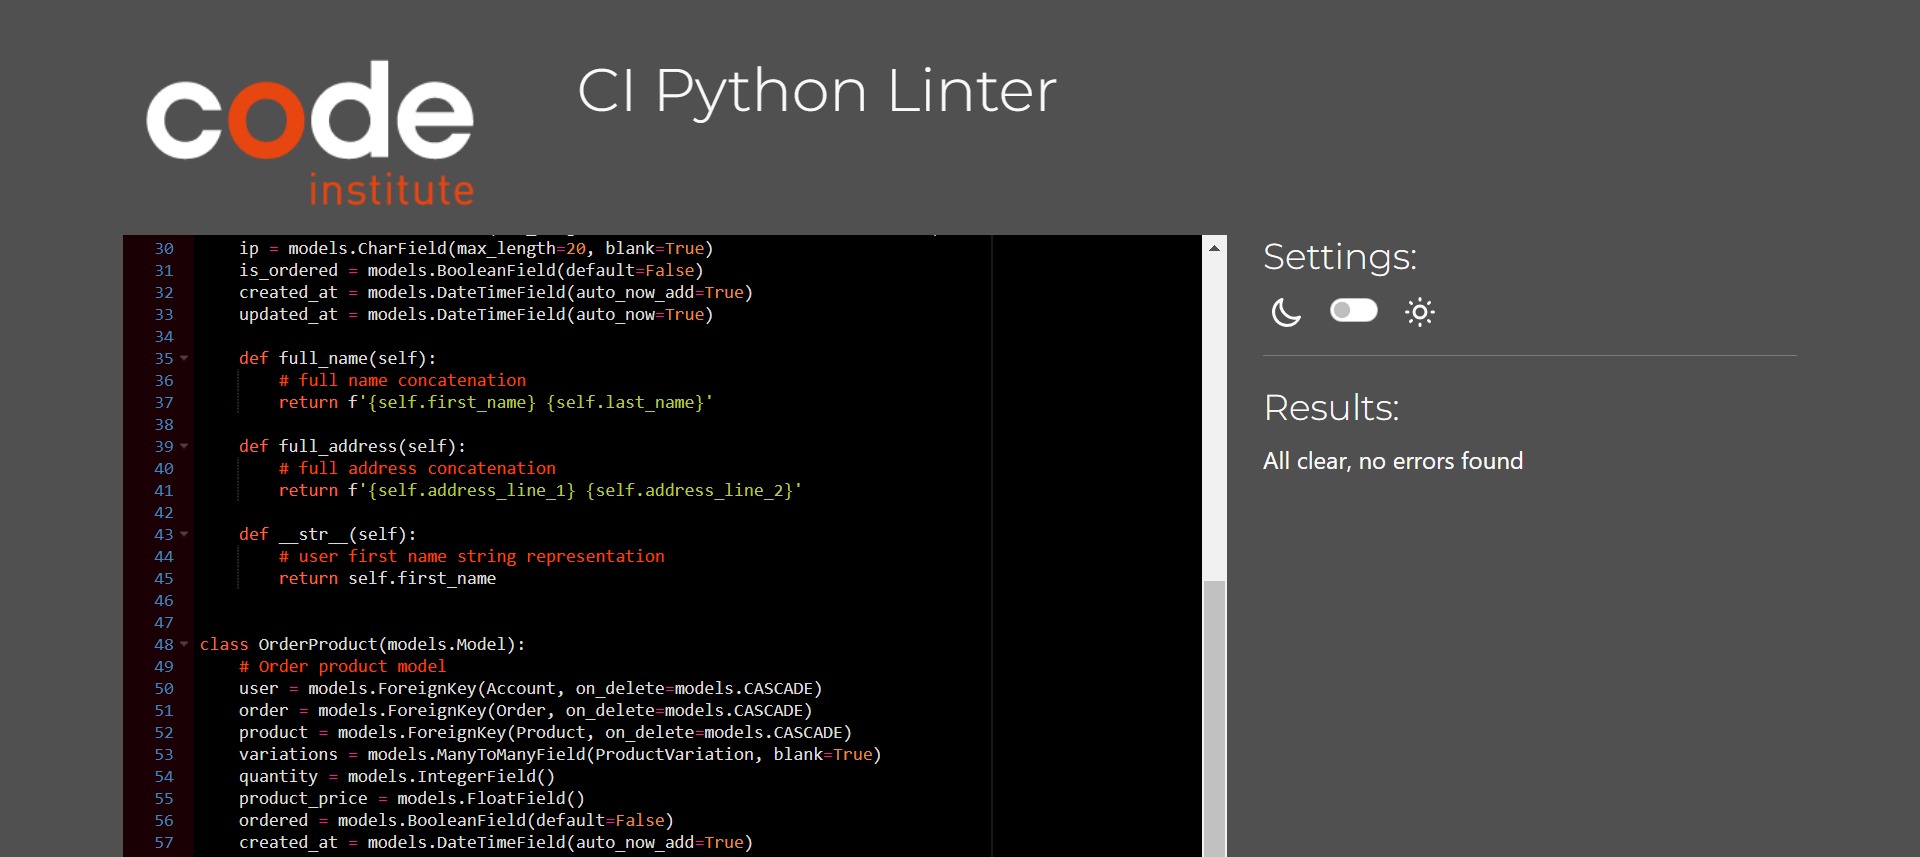 code
institute
CI Python Linter
30 ip = models.CharField(max_length=20, blank=True)
31 is_ordered = models.BooleanField(default=False)
32 created_at = models.DateTimeField(auto_now_add=True)
33 updated_at = models.DateTimeField(auto_now=True)
34
35 def full_name(self):
36 # full name concatenation
37 return f'{self.first_name} {self.last_name}'
38
39 def full_address(self):
40 # full address concatenation
41 return f'{self.address_line_1} {self.address_line_2}'
42
43 def __str__(self):
44 # user first name string representation
45 return self.first_name
46
47
48 class OrderProduct(models.Model):
49 # Order product model
50 user = models.ForeignKey(Account, on_delete=models.CASCADE)
51 order = models.ForeignKey(Order, on_delete=models.CASCADE)
52 product = models.ForeignKey(Product, on_delete=models.CASCADE)
53 variations = models.ManyToManyField(ProductVariation, blank=True)
54 quantity = models.IntegerField()
55 product_price = models.FloatField()
56 ordered = models.BooleanField(default=False)
57 created_at = models.DateTimeField(auto_now_add=True)
Settings:
Results:
All clear, no errors found